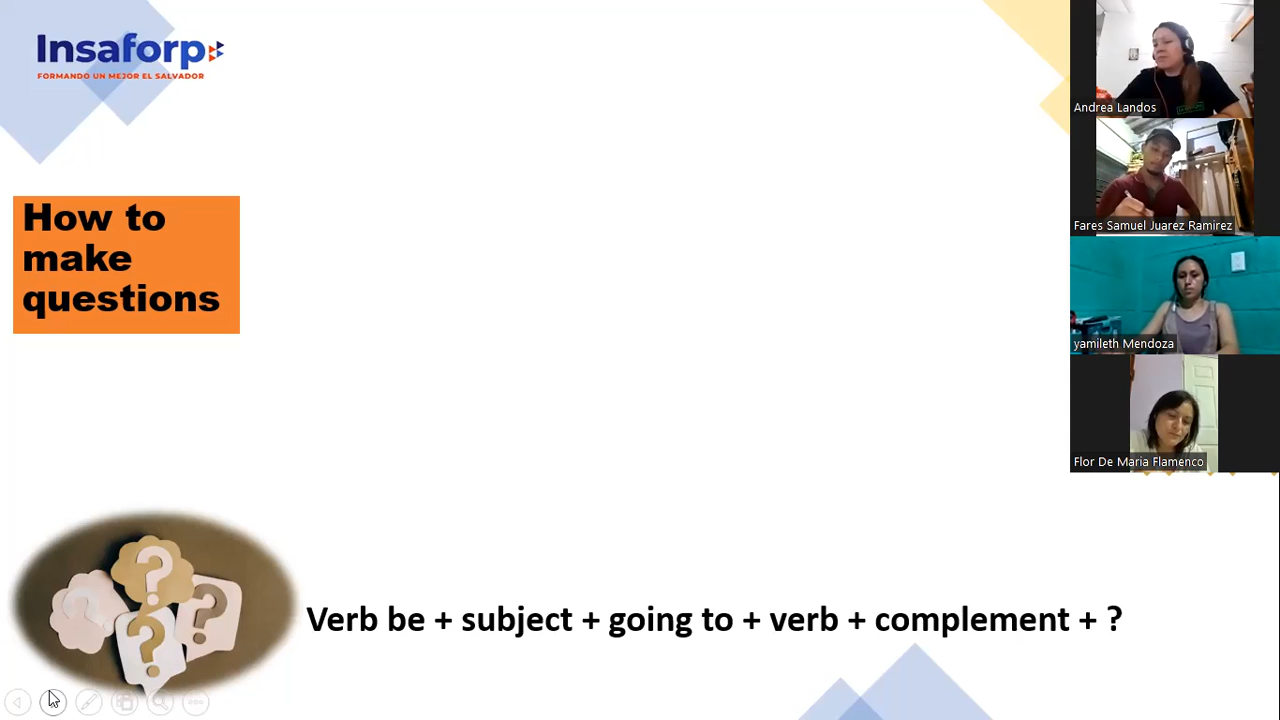 Insaforp
FORMANDO UN MEJOR EL SALVADOR
How to
make
questions
Verb be + subject + going to + verb + complement + ?
Andrea Landos
Fares Samuel Juarez Ramirez
yamileth Mendoza
Flor De Maria Flamenco